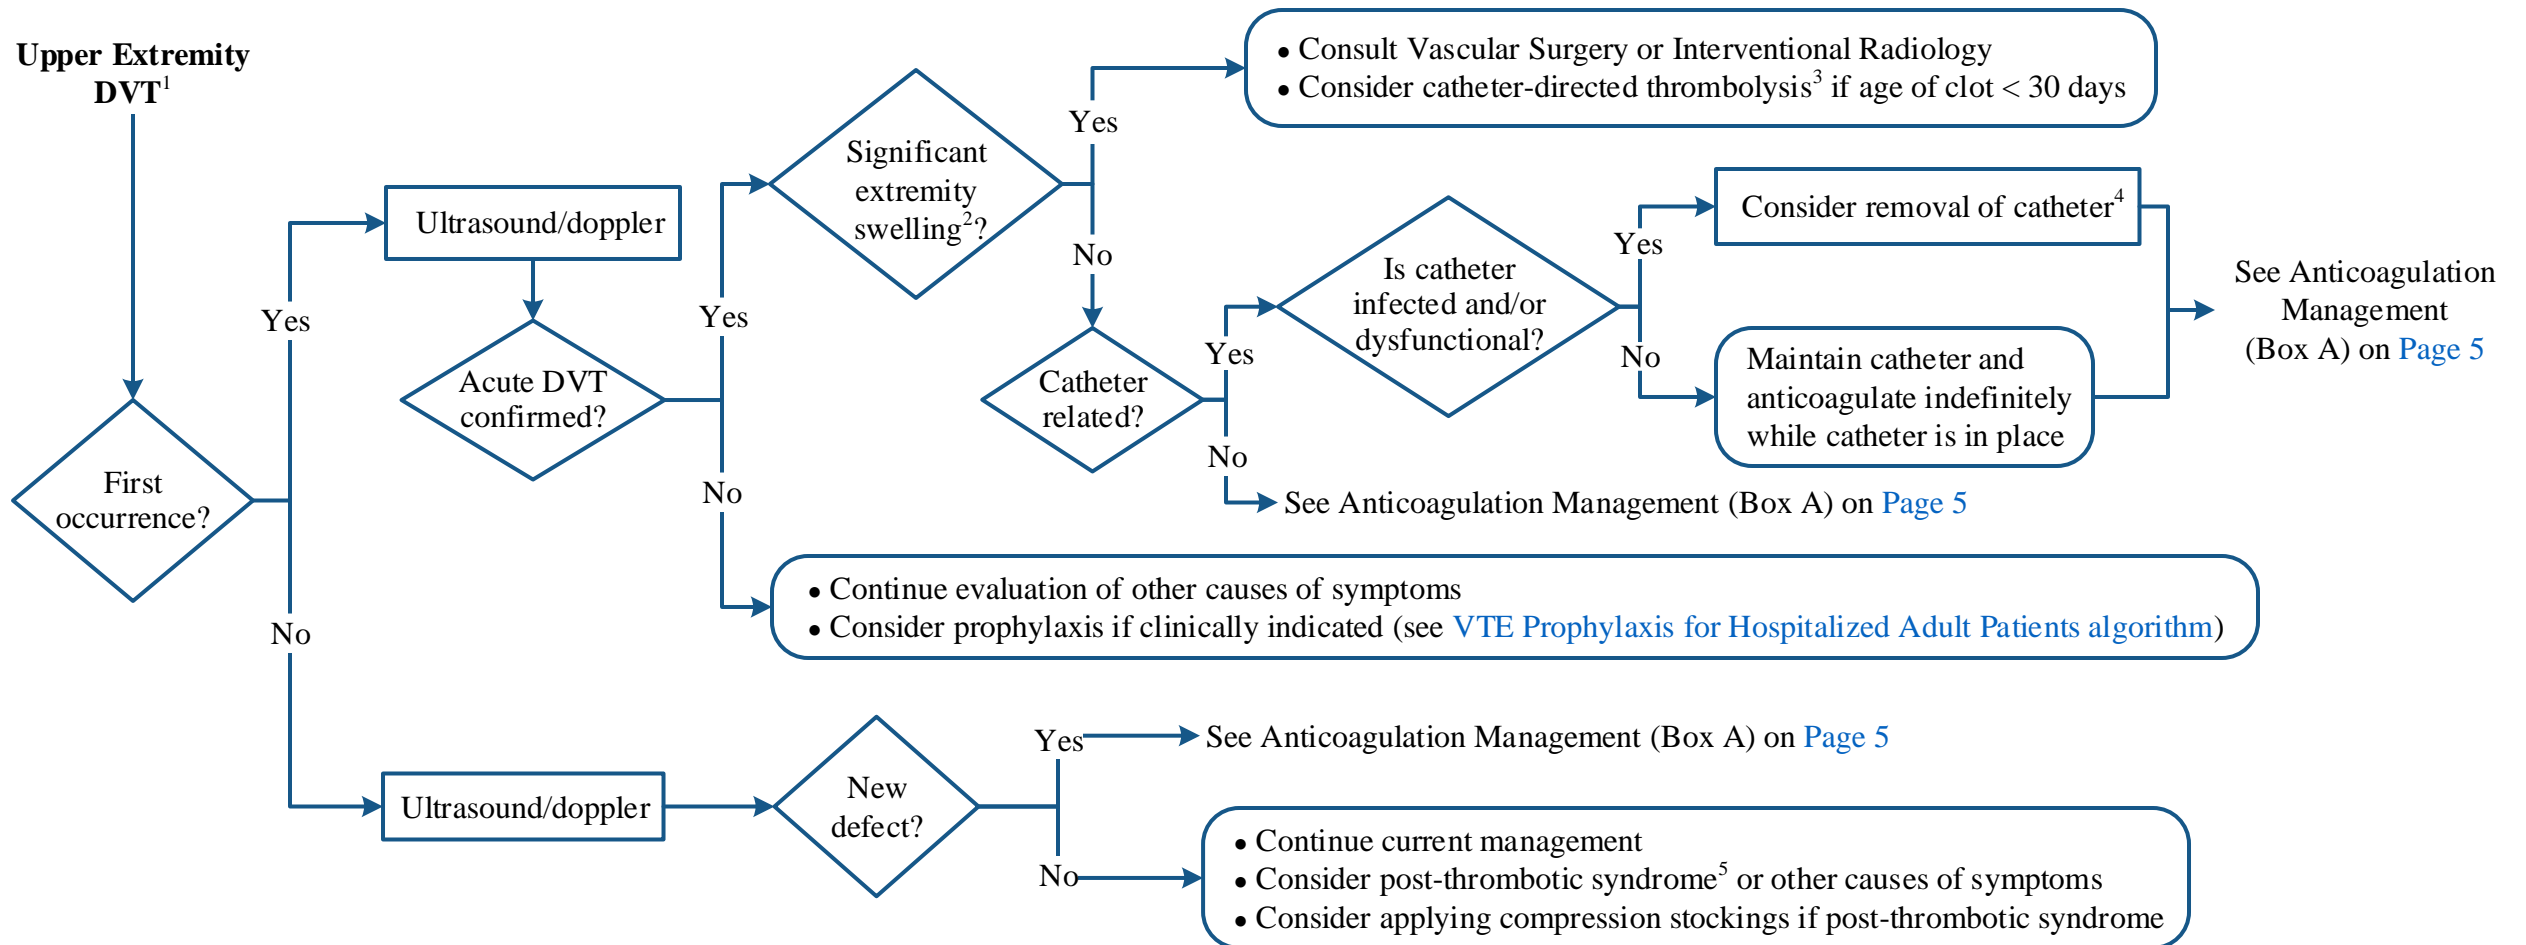 Upper Extremity
DVT¹
First
occurrence?
Yes
No
Ultrasound/doppler
Acute DVT
confirmed?
Yes
No
Significant
extremity
swelling²?
Yes
No
• Consult Vascular Surgery or Interventional Radiology
• Consider catheter-directed thrombolysis³ if age of clot < 30 days
Catheter
related?
Yes
No
Is catheter
infected and/or
dysfunctional?
Yes
No
Consider removal of catheter⁴
Maintain catheter and
anticoagulate indefinitely
while catheter is in place
See Anticoagulation
Management
(Box A) on Page 5
See Anticoagulation Management (Box A) on Page 5
• Continue evaluation of other causes of symptoms
• Consider prophylaxis if clinically indicated (see VTE Prophylaxis for Hospitalized Adult Patients algorithm)
Ultrasound/doppler
New
defect?
Yes
No
See Anticoagulation Management (Box A) on Page 5
• Continue current management
• Consider post-thrombotic syndrome⁵ or other causes of symptoms
• Consider applying compression stockings if post-thrombotic syndrome